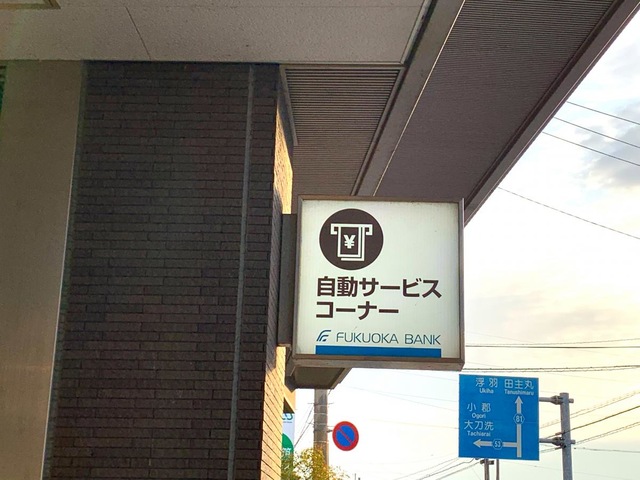 ¥
自動サービス
コーナー
FUKUOKA BANK
浮羽 田主丸
Ukiha Tanushimaru
小郡
Ogori
大刀洗
Tachiarai
81
53